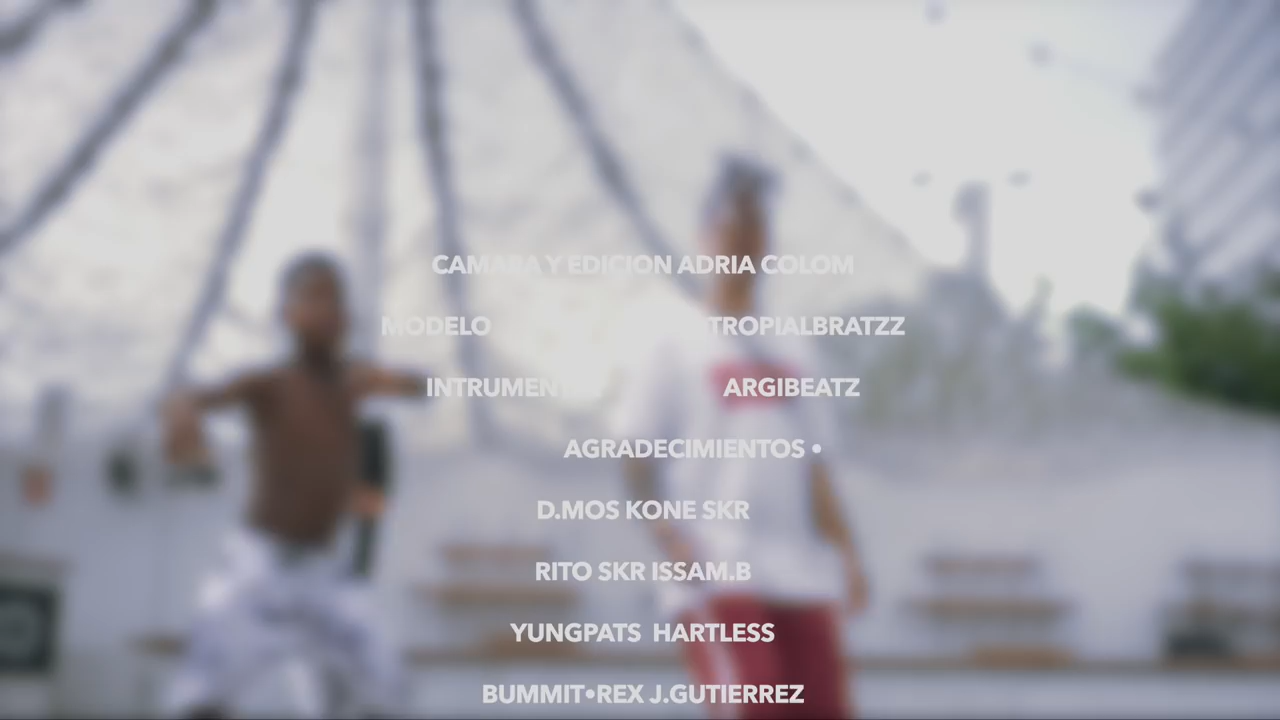 CAMARA Y EDICION ADRIA COLOM
MODELO TROPIALBRATZZ
INTRUMEN ARGIBEATZ
AGRADECIMIENTOS •
D.MOS KONE SKR
RITO SKR ISSAM.B
YUNGPATS HARTLESS
BUMMIT•REX J.GUTIERREZ